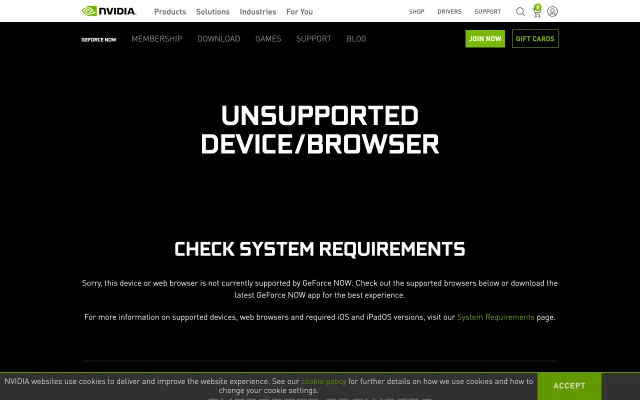 NVIDIA. Products Solutions Industries For You SHOP DRIVERS SUPPORT
GEFORCE NOW MEMBERSHIP DOWNLOAD GAMES SUPPORT BLOG JOIN NOW GIFT CARDS
UNSUPPORTED
DEVICE/BROWSER
CHECK SYSTEM REQUIREMENTS
Sorry, this device or web browser is not currently supported by GeForce NOW. Check out the supported browsers below or download the
latest GeForce NOW app for the best experience.
For more information on supported devices, web browsers and required iOS and iPadOS versions, visit our System Requirements page.
NVIDIA websites use cookies to deliver and improve the website experience. See our cookie policy for further details on how we use cookies and how to
change your cookie settings.
ACCEPT